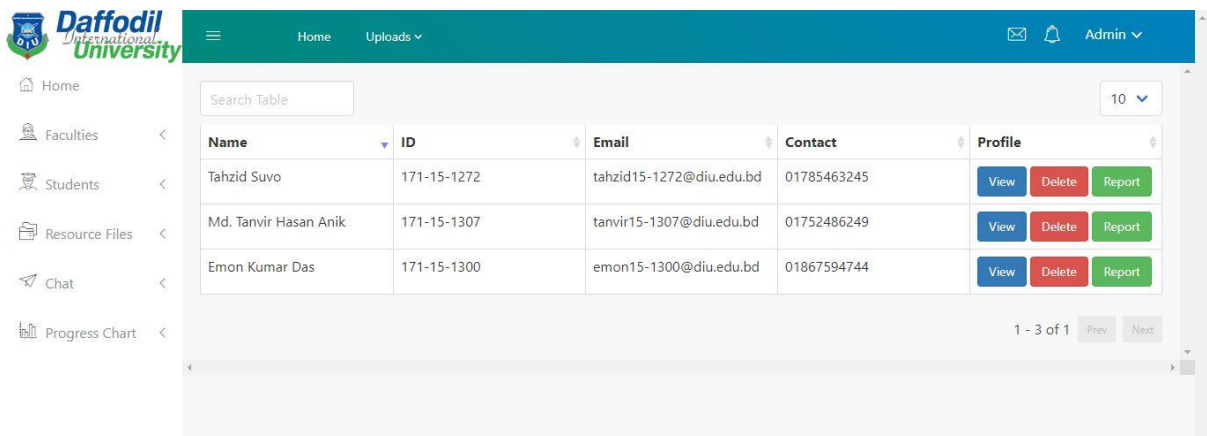 Daffodil
International
University
DIU
Home Uploads
Admin
Home
Faculties
Students
Resource Files
Chat
Progress Chart
Search Table
10
Name ID Email Contact Profile
Tahzid Suvo 171-15-1272 tahzid15-1272@diu.edu.bd 01785463245 View Delete Report
Md. Tanvir Hasan Anik 171-15-1307 tanvir15-1307@diu.edu.bd 01752486249 View Delete Report
Emon Kumar Das 171-15-1300 emon15-1300@diu.edu.bd 01867594744 View Delete Report
1 - 3 of 1 Prev Next